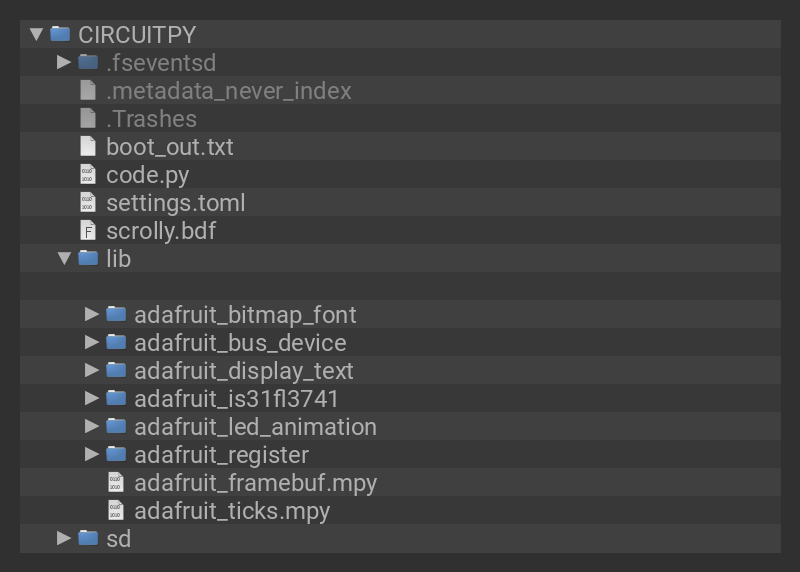 CIRCUITPY
.fseventsd
.metadata_never_index
.Trashes
boot_out.txt
code.py
settings.toml
scrolly.bdf
lib
adafruit_bitmap_font
adafruit_bus_device
adafruit_display_text
adafruit_is31fl3741
adafruit_led_animation
adafruit_register
adafruit_framebuf.mpy
adafruit_ticks.mpy
sd